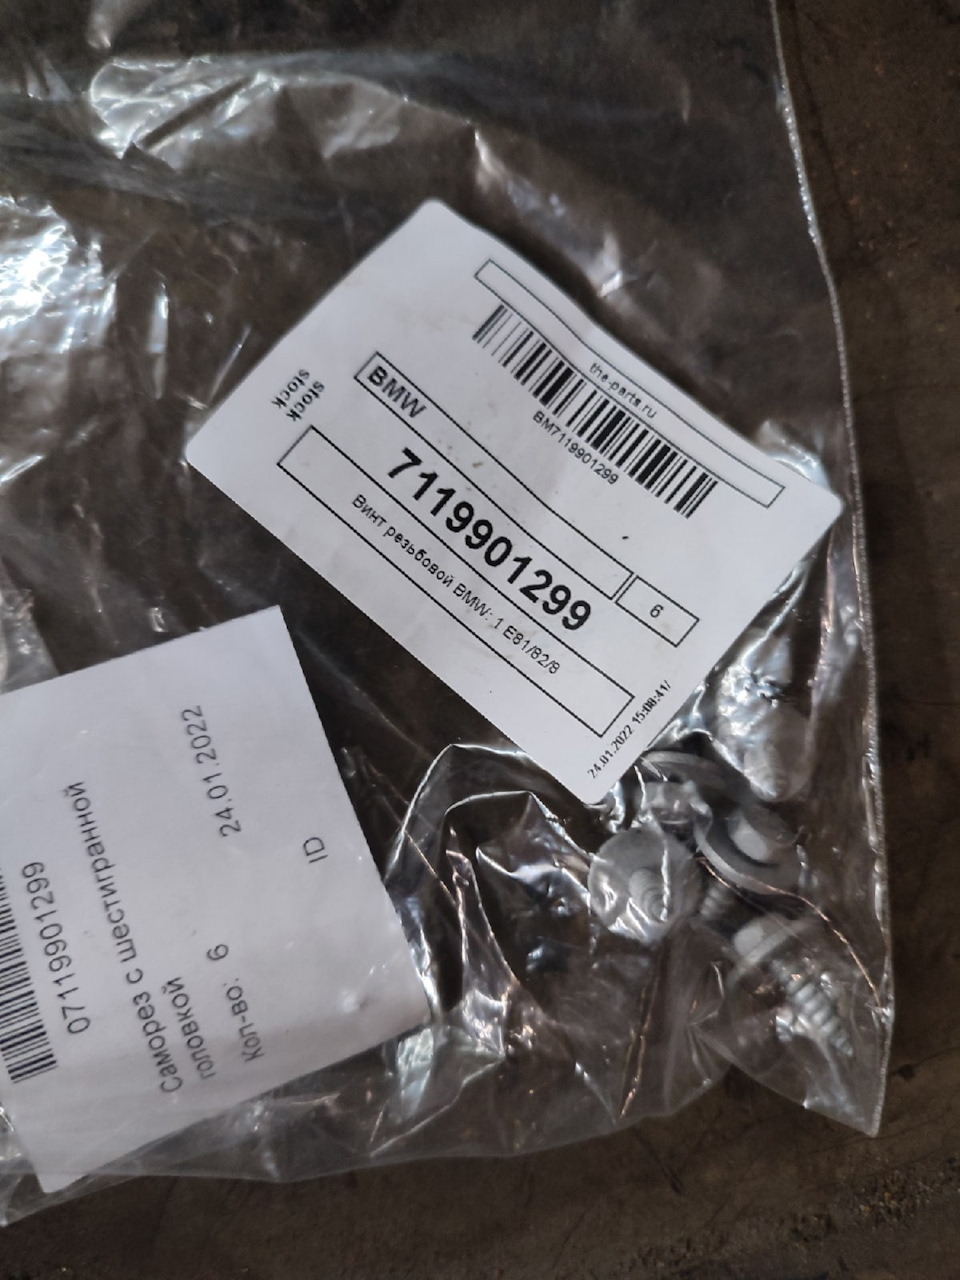 the-parts.ru
BM7119901299
BMW
6
7119901299
Винт резьбовой BMW: 1 E81/82/8
stock
stock
24.01.2022 15:08:41/
07119901299
Саморез с шестигранной
головкой
Кол-во: 6
24.01.2022
ID